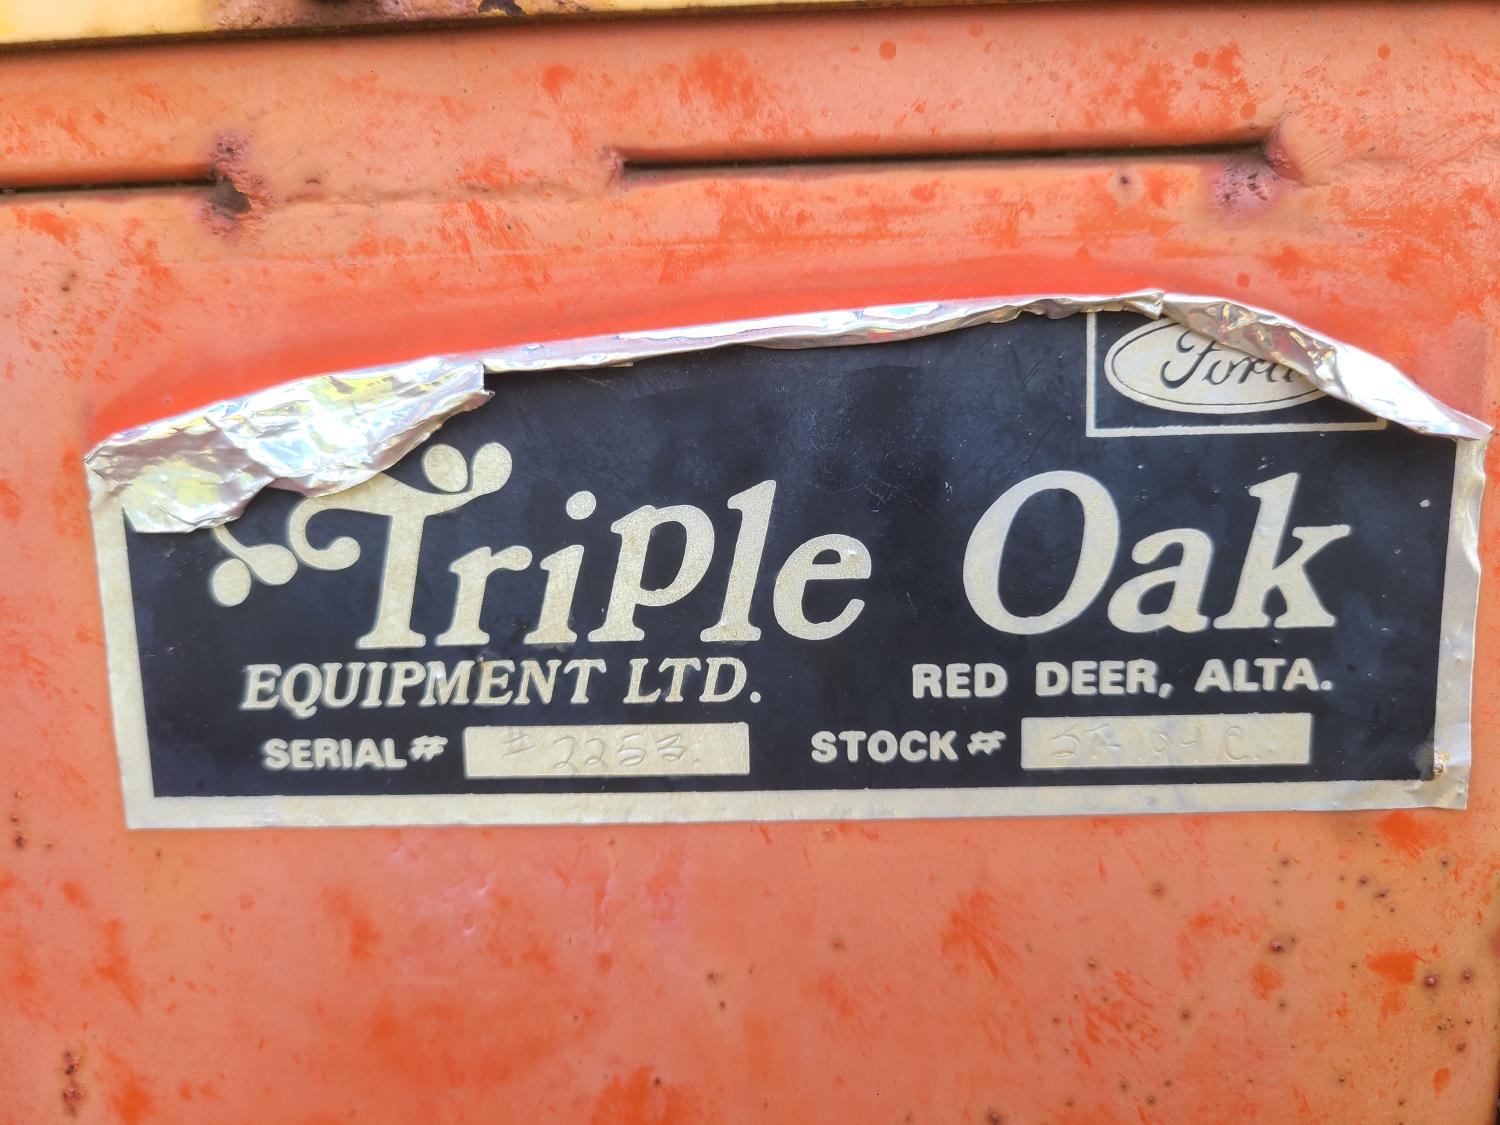 Ford
Triple Oak
EQUIPMENT LTD. RED DEER, ALTA.
SERIAL # # 2253. STOCK #